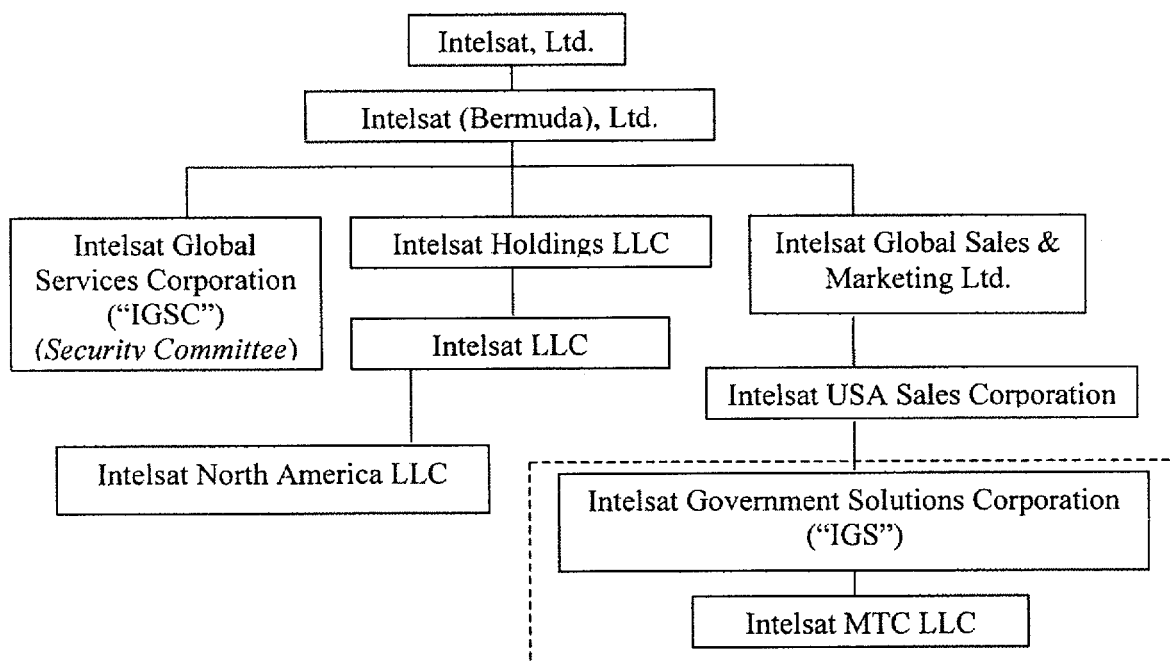 Intelsat, Ltd.
Intelsat (Bermuda), Ltd.
Intelsat Global
Services Corporation
(“IGSC”)
(Security Committee)
Intelsat Holdings LLC
Intelsat Global Sales &
Marketing Ltd.
Intelsat LLC
Intelsat USA Sales Corporation
Intelsat North America LLC
Intelsat Government Solutions Corporation
(“IGS”)
Intelsat MTC LLC